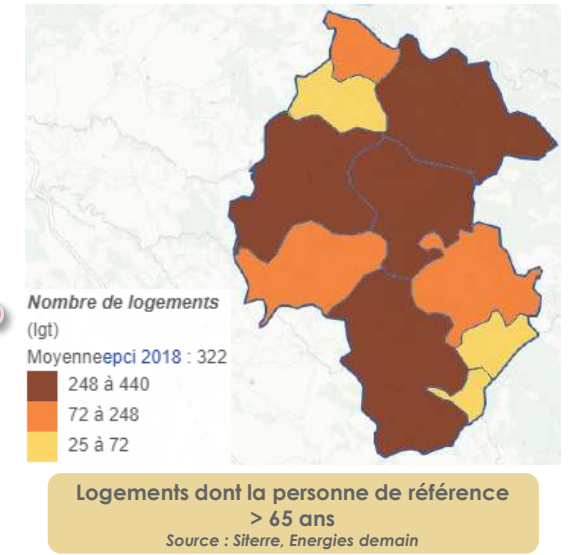 Nombre de logements
(lgt)
Moyenneepci 2018 : 322
248 à 440
72 à 248
25 à 72
Logements dont la personne de référence
> 65 ans
Source : Siterre, Energies demain